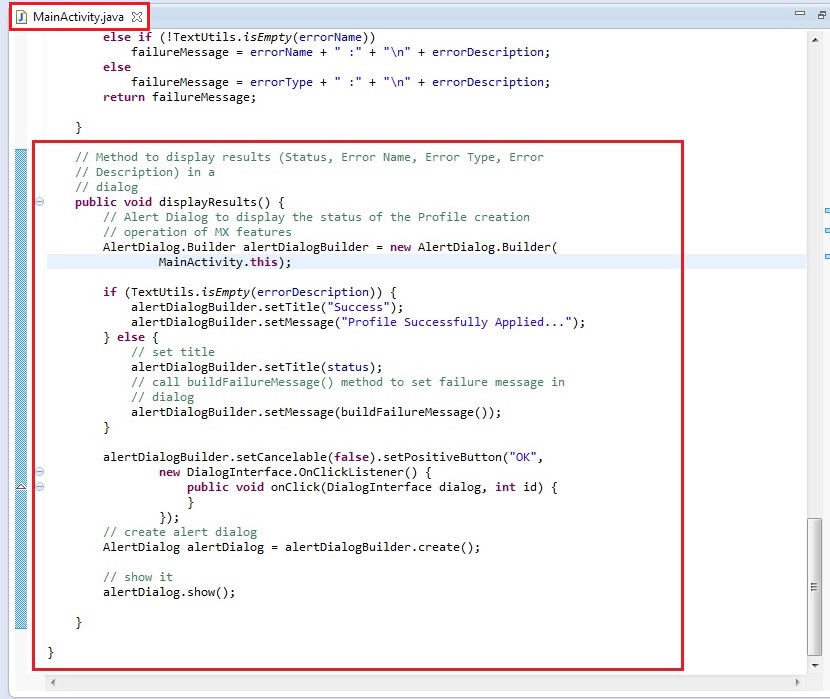 MainActivity.java
else if (!TextUtils.isEmpty(errorName))
failureMessage = errorName + " :" + "\n" + errorDescription;
else
failureMessage = errorType + " :" + "\n" + errorDescription;
return failureMessage;
}
// Method to display results (Status, Error Name, Error Type, Error
// Description) in a
// dialog
public void displayResults() {
// Alert Dialog to display the status of the Profile creation
// operation of MX features
AlertDialog.Builder alertDialogBuilder = new AlertDialog.Builder(
MainActivity.this);
if (TextUtils.isEmpty(errorDescription)) {
alertDialogBuilder.setTitle("Success");
alertDialogBuilder.setMessage("Profile Successfully Applied...");
} else {
// set title
alertDialogBuilder.setTitle(status);
// call buildFailureMessage() method to set failure message in
// dialog
alertDialogBuilder.setMessage(buildFailureMessage());
}
alertDialogBuilder.setCancelable(false).setPositiveButton("OK",
new DialogInterface.OnClickListener() {
public void onClick(DialogInterface dialog, int id) {
}
});
// create alert dialog
AlertDialog alertDialog = alertDialogBuilder.create();
// show it
alertDialog.show();
}
}